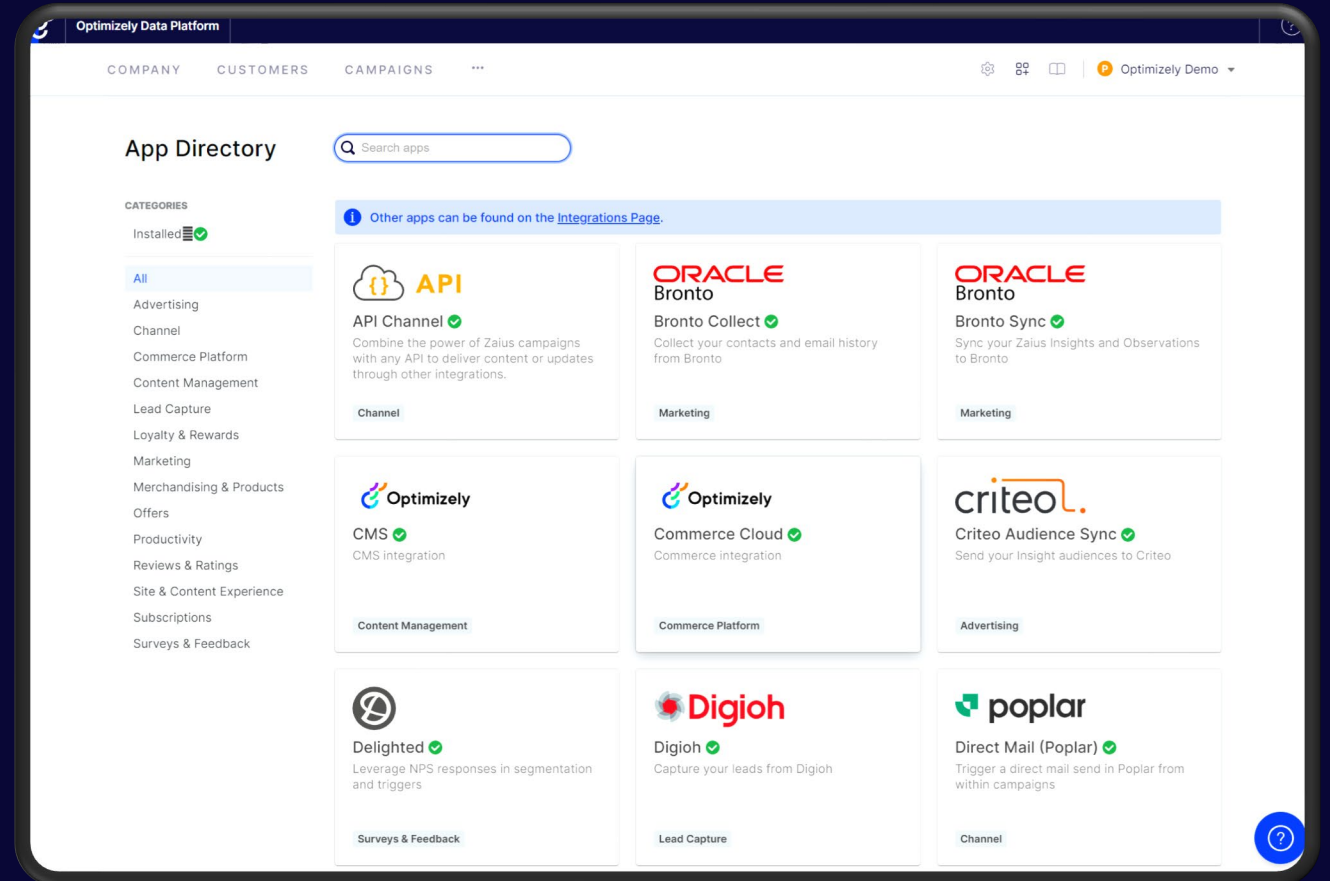 Optimizely Data Platform
COMPANY CUSTOMERS CAMPAIGNS ...
P Optimizely Demo
App Directory
Search apps
CATEGORIES
Installed
All
Advertising
Channel
Commerce Platform
Content Management
Lead Capture
Loyalty & Rewards
Marketing
Merchandising & Products
Offers
Productivity
Reviews & Ratings
Site & Content Experience
Subscriptions
Surveys & Feedback
Other apps can be found on the Integrations Page.
{} API
API Channel
Combine the power of Zaius campaigns
with any API to deliver content or updates
through other integrations.
Channel
ORACLE
Bronto
Bronto Collect
Collect your contacts and email history
from Bronto
Marketing
ORACLE
Bronto
Bronto Sync
Sync your Zaius Insights and Observations
to Bronto
Marketing
Optimizely
CMS
CMS integration
Content Management
Optimizely
Commerce Cloud
Commerce integration
Commerce Platform
criteo
Criteo Audience Sync
Send your Insight audiences to Criteo
Advertising
Delighted
Leverage NPS responses in segmentation
and triggers
Surveys & Feedback
Digioh
Digioh
Capture your leads from Digioh
Lead Capture
poplar
Direct Mail (Poplar)
Trigger a direct mail send in Poplar from
within campaigns
Channel
?